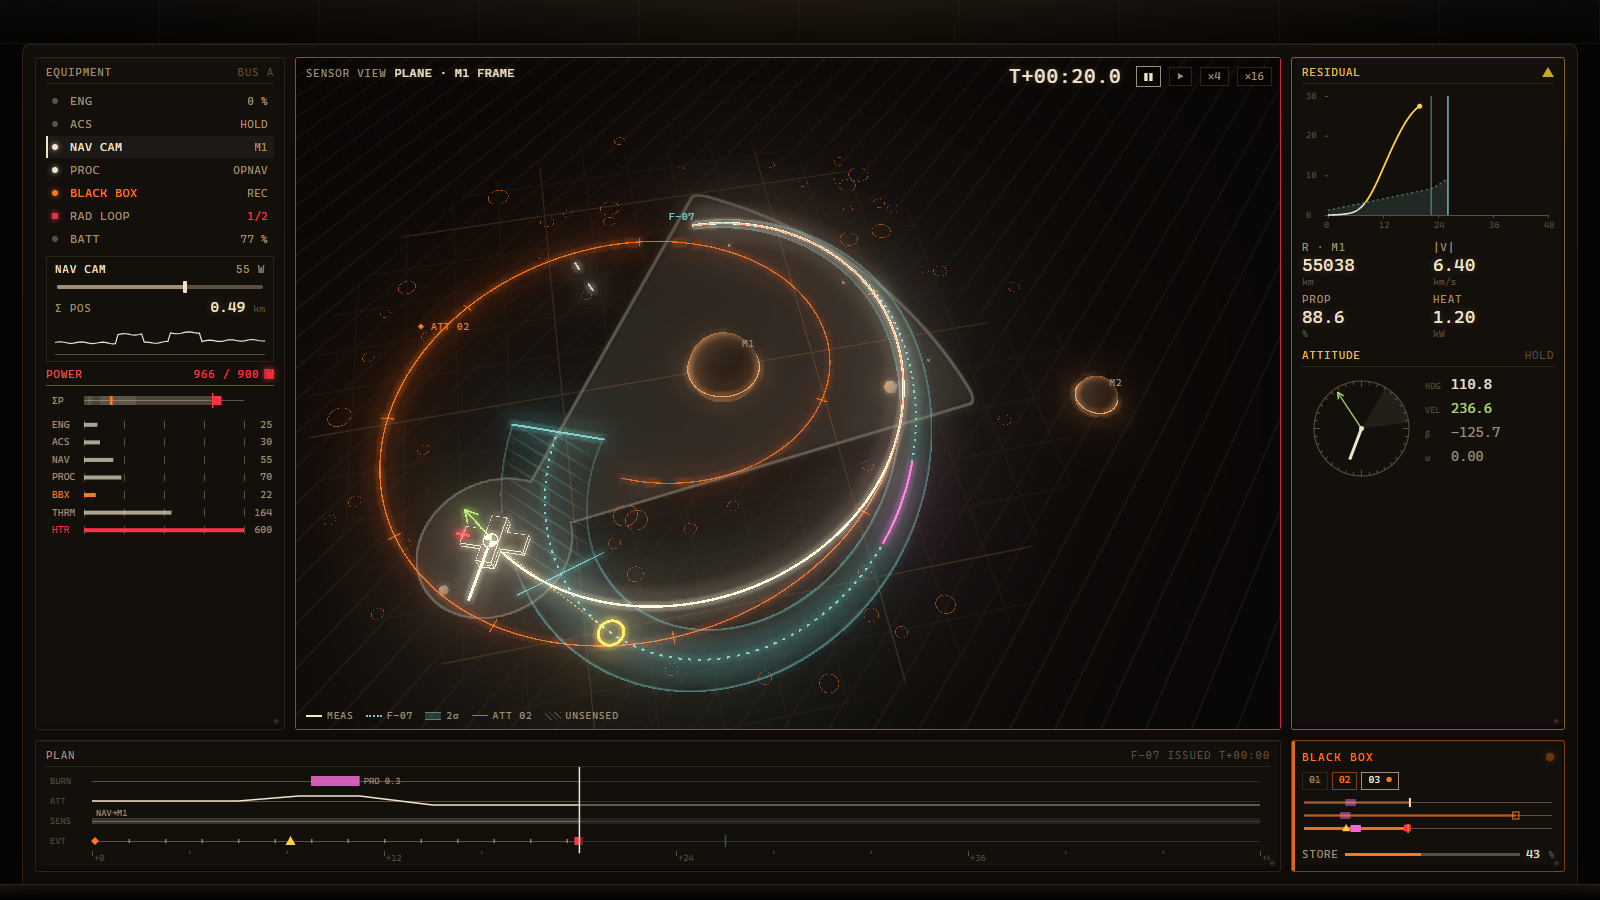 EQUIPMENT BUS A
ENG 0 %
ACS HOLD
NAV CAM M1
PROC OPNAV
BLACK BOX REC
RAD LOOP 1/2
BATT 77 %
NAV CAM 55 W
Σ POS 0.49 km
POWER 966 / 900
ΣP
ENG 25
ACS 30
NAV 55
PROC 70
BBX 22
THRM 164
HTR 600
SENSOR VIEW PLANE · M1 FRAME
T+00:20.0 ×4 ×16
F-07
ATT 02
M1
M2
MEAS F-07 2σ ATT 02 UNSENSED
RESIDUAL
30
20
10
0
0 12 24 36 48
R · M1 |V|
55038 6.40
km km/s
PROP HEAT
88.6 1.20
% kW
ATTITUDE HOLD
HDG 110.8
VEL 236.6
β −125.7
ω 0.00
PLAN F-07 ISSUED T+00:00
BURN PRO 0.3
ATT
NAV→M1
SENS
EVT
+0 +12 +24 +36
BLACK BOX
01 02 03
STORE 43 %